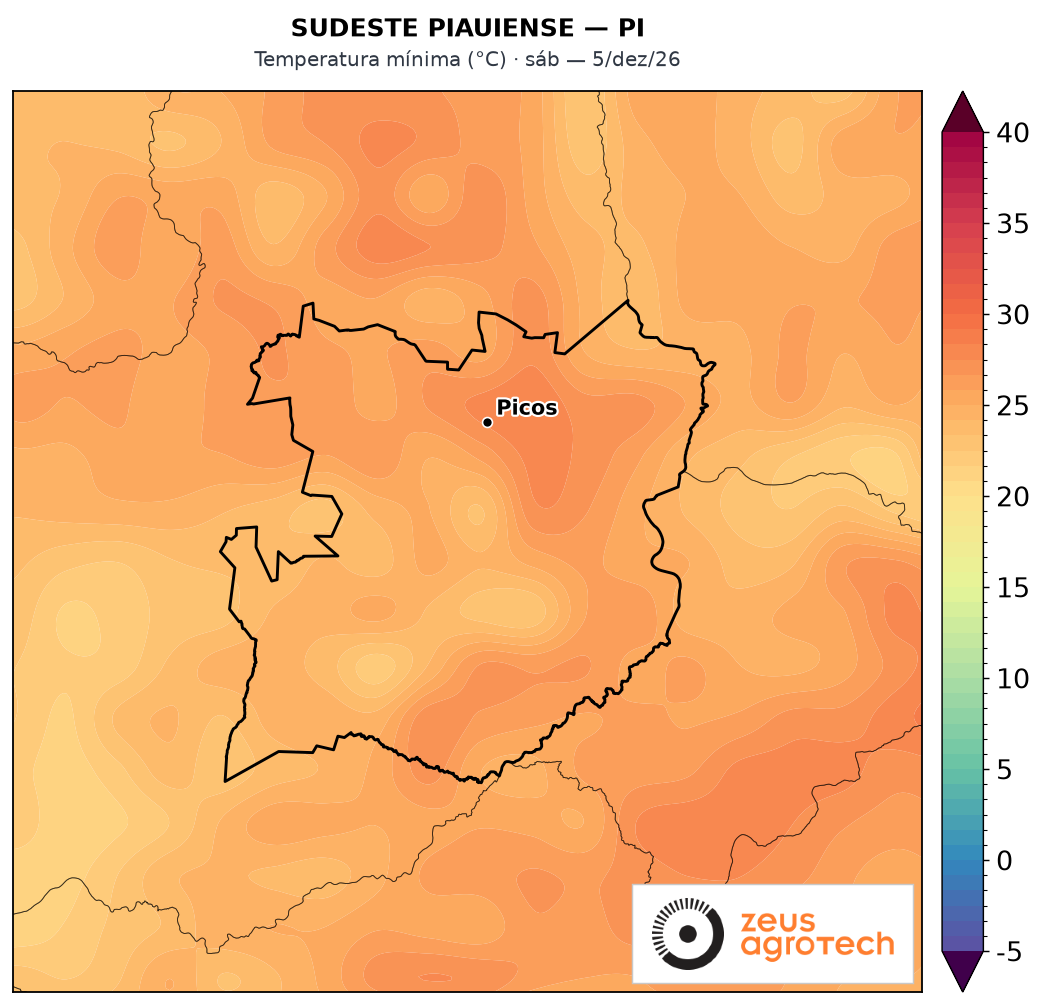 SUDESTE PIAUIENSE — PI
Temperatura mínima (°C) · sáb — 5/dez/26
Picos
40
35
30
25
20
15
10
5
0
-5
zeus
agrotech